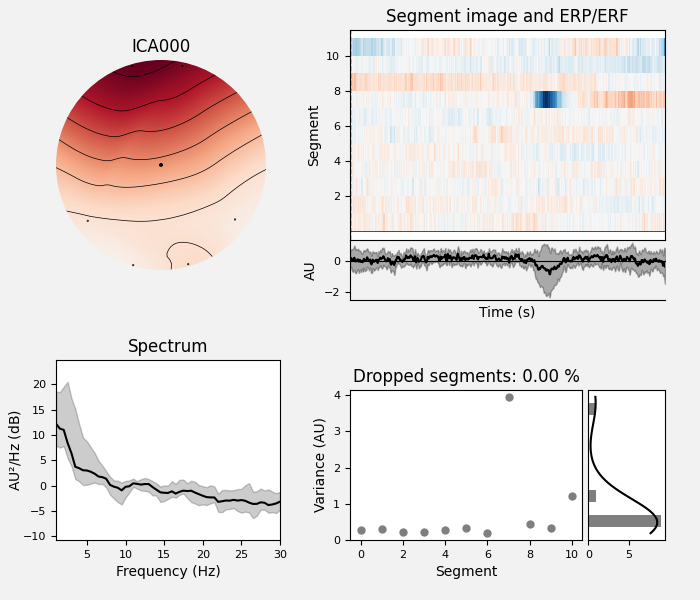 ICA000
Segment image and ERP/ERF
10
8
6
4
2
Segment
0
−2
AU
Time (s)
Spectrum
20
15
10
5
0
−5
−10
AU²/Hz (dB)
5 10 15 20 25 30
Frequency (Hz)
Dropped segments: 0.00 %
4
3
2
1
0
Variance (AU)
0 2 4 6 8 10
Segment
0 5